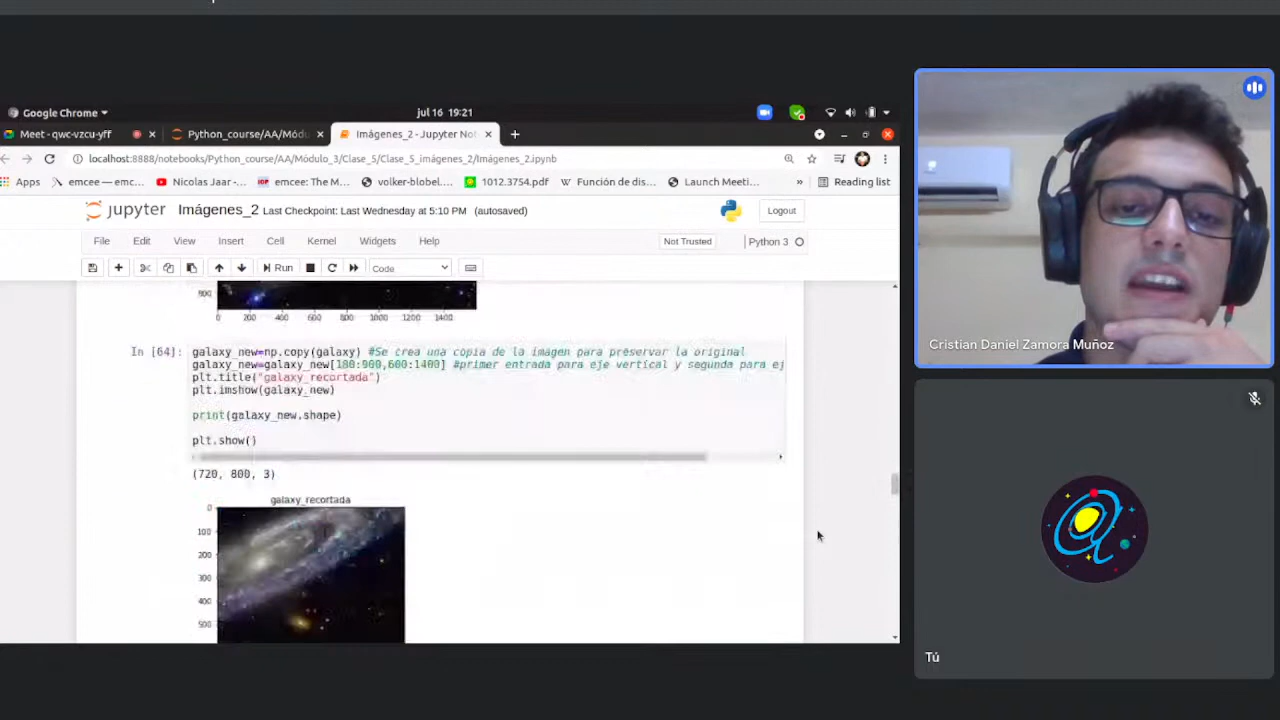 Google Chrome
jul 16 19:21
Meet - qwc-vzcu-yff
Python_course/AA/Módu
Imágenes_2 - Jupyter Not
localhost:8888/notebooks/Python_course/AA/Módulo_3/Clase_5/Clase_5_imágenes_2/Imágenes_2.ipynb
Apps
emcee — emc...
Nicolas Jaar -...
emcee: The M...
volker-blobel....
1012.3754.pdf
Función de dis...
Launch Meeti...
»
Reading list
jupyter
Imágenes_2 Last Checkpoint: Last Wednesday at 5:10 PM (autosaved)
Logout
File Edit View Insert Cell Kernel Widgets Help
Not Trusted
Python 3
Run
Code
0 200 400 600 800 1000 1200 1400
In [64]:
galaxy_new=np.copy(galaxy) #Se crea una copia de la imagen para préservar la original
galaxy_new=galaxy_new[180:900,600:1400] #primer entrada para eje vertical y segunda para ej
plt.title("galaxy_recortada")
plt.imshow(galaxy_new)
print(galaxy_new.shape)
plt.show()
(720, 800, 3)
galaxy_recortada
0
100
200
300
400
500
Cristian Daniel Zamora Muñoz
Tú